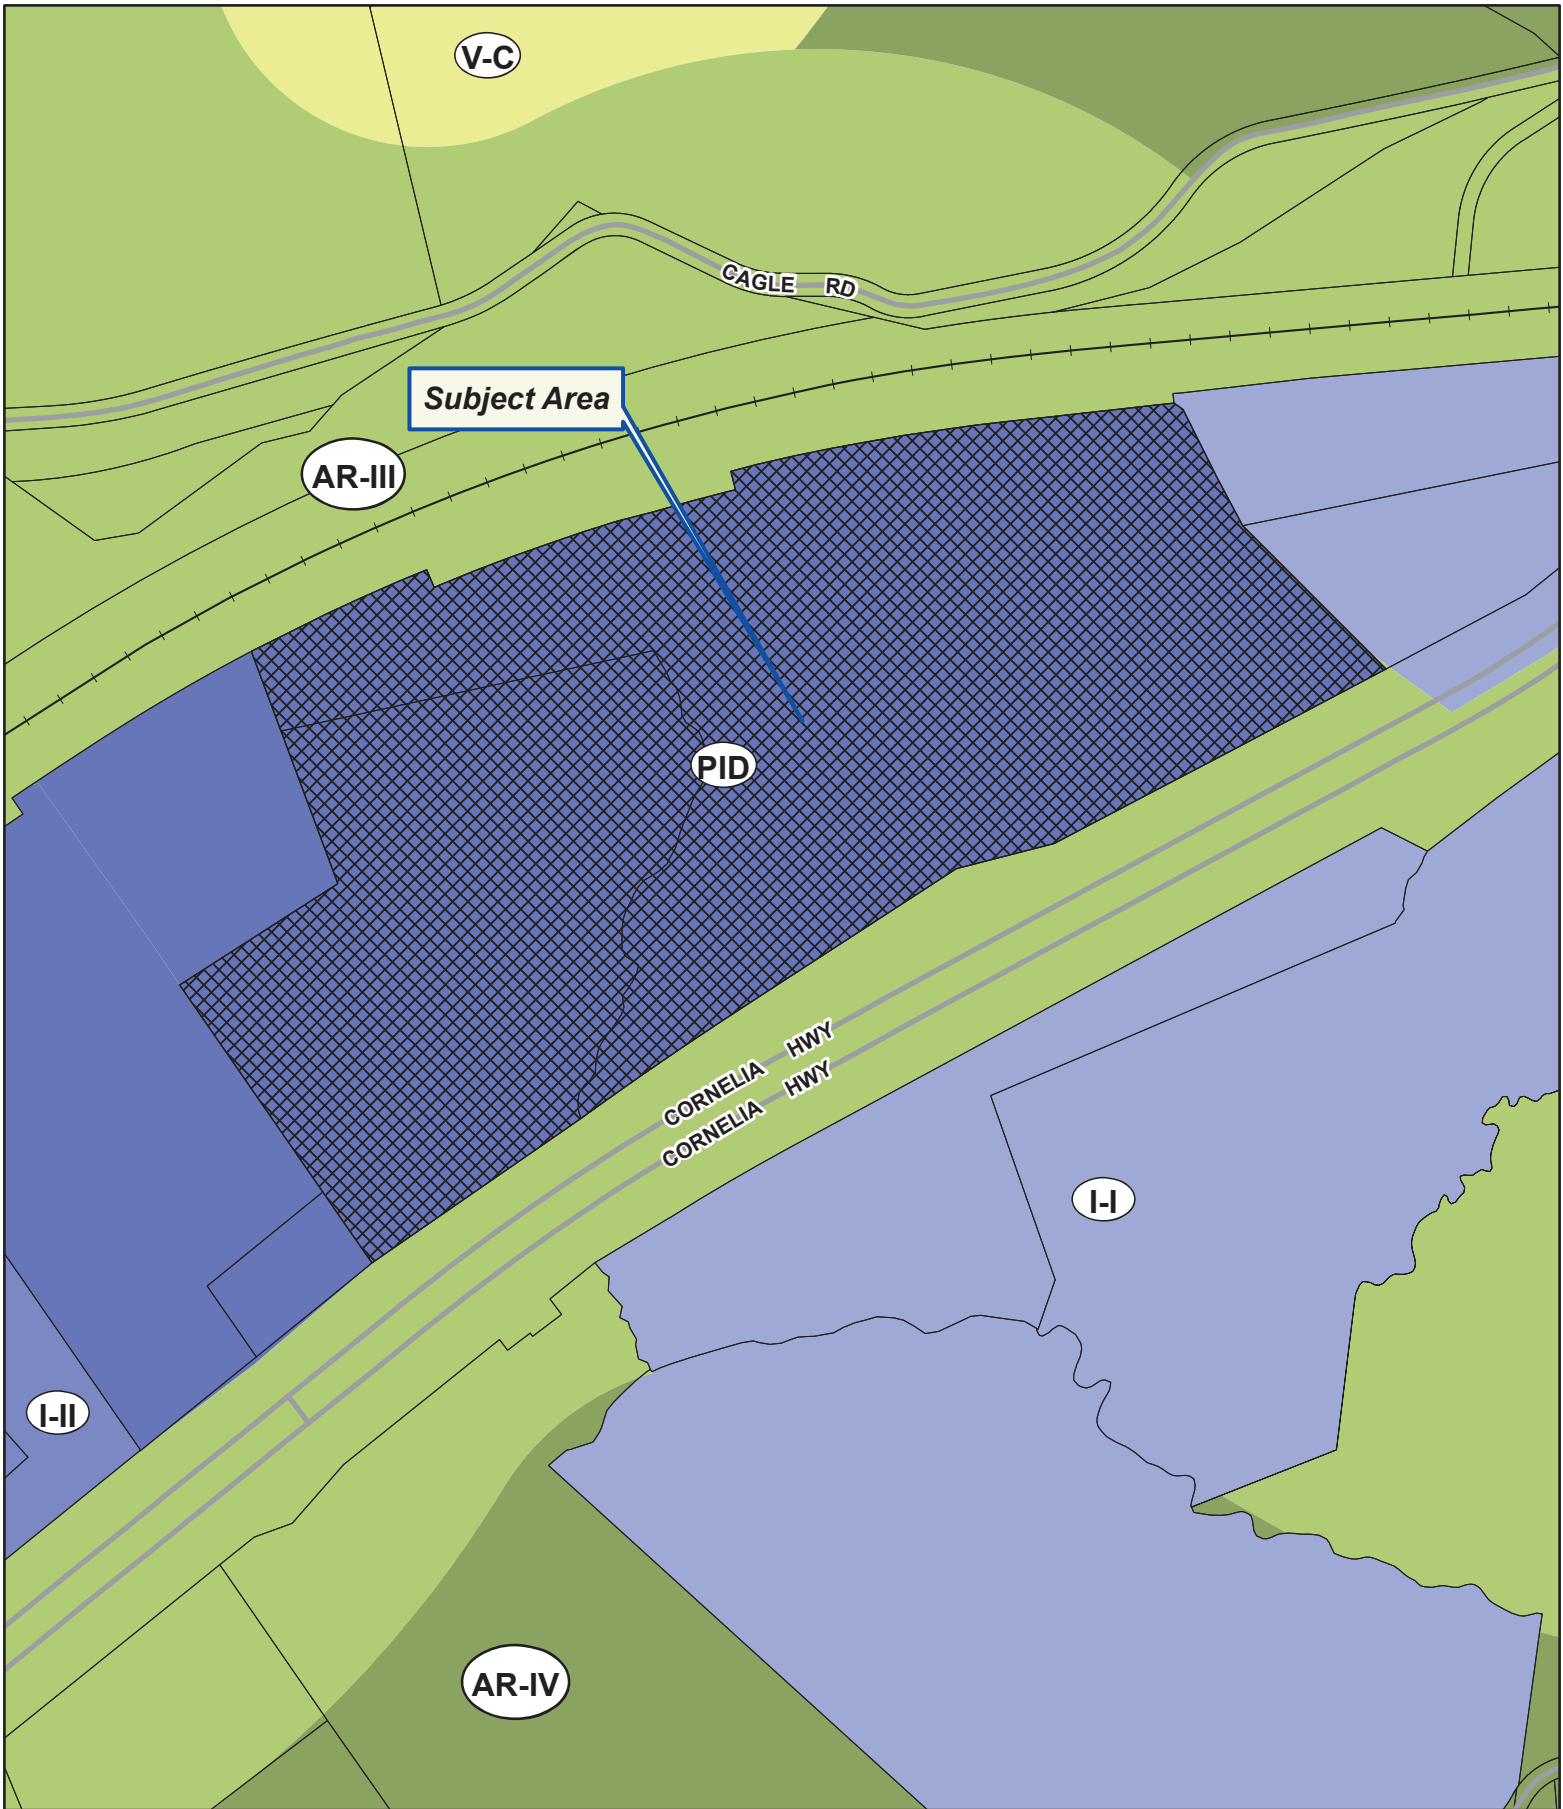 V-C
CAGLE RD
Subject Area
AR-III
PID
CORNELIA HWY
CORNELIA HWY
I-I
I-II
AR-IV